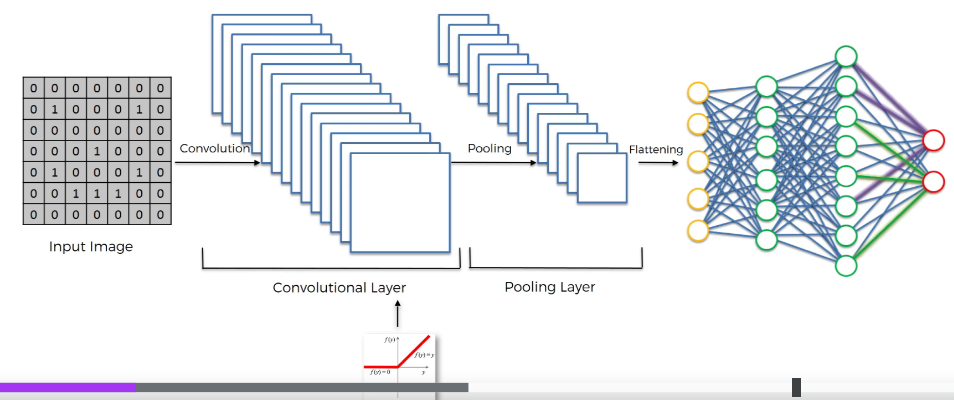 0 0 0 0 0 0 0
0 1 0 0 0 1 0
0 0 0 0 0 0 0
0 0 0 1 0 0 0
0 1 0 0 0 1 0
0 0 1 1 1 0 0
0 0 0 0 0 0 0
Input Image
Convolution
Pooling
Flattening
Convolutional Layer
Pooling Layer
f(y)
f(y)=y
f(y)=0
y